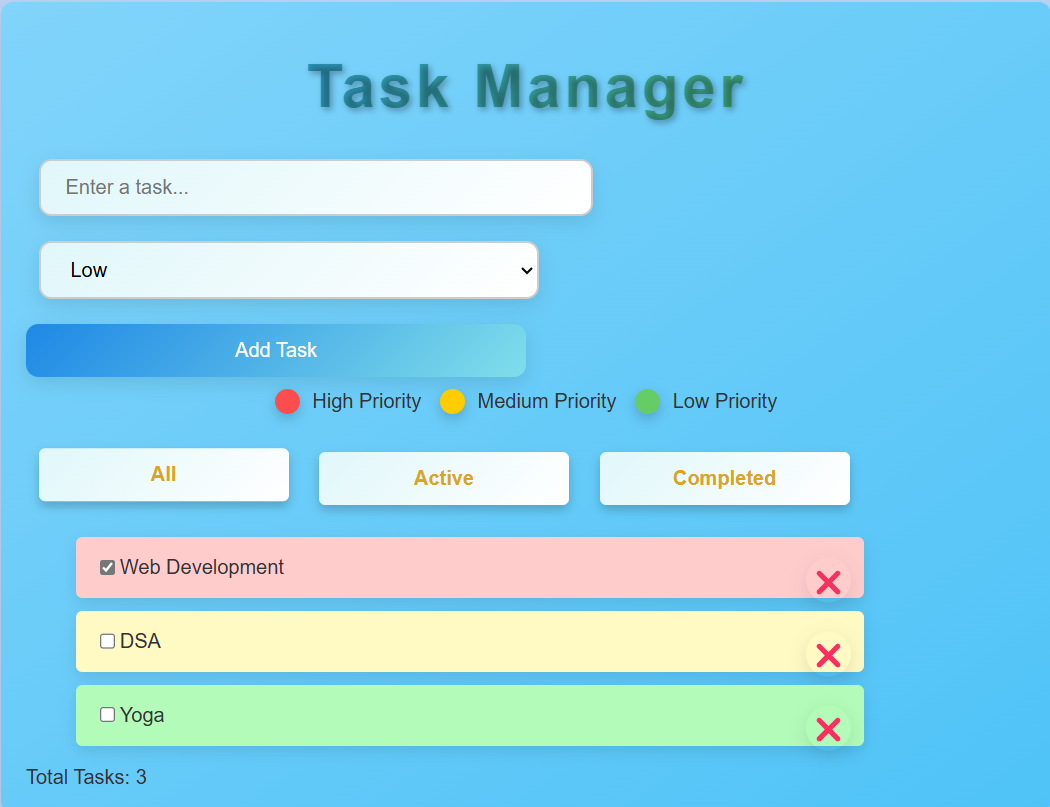 Task Manager
Enter a task...
Low
Add Task
High Priority Medium Priority Low Priority
All Active Completed
Web Development
DSA
Yoga
Total Tasks: 3